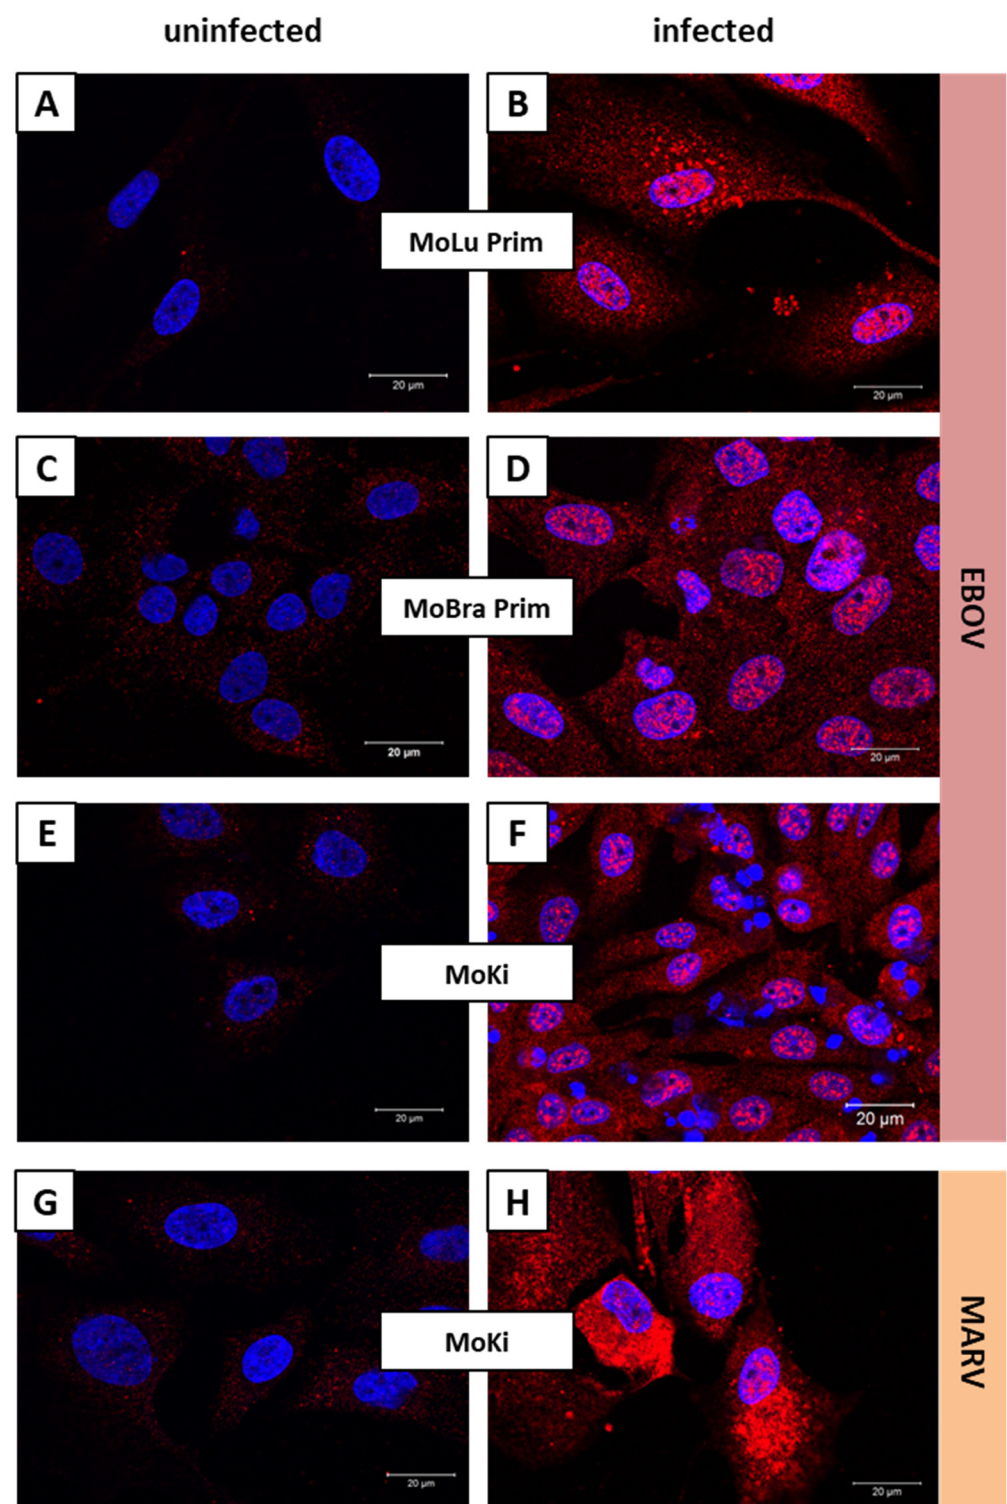 uninfected infected
A B
MoLu Prim
20 µm 20 µm
C D
MoBra Prim
20 µm 20 µm
EBOV
E F
MoKi
20 µm 20 µm
G H
MoKi
MARV
20 µm 20 µm